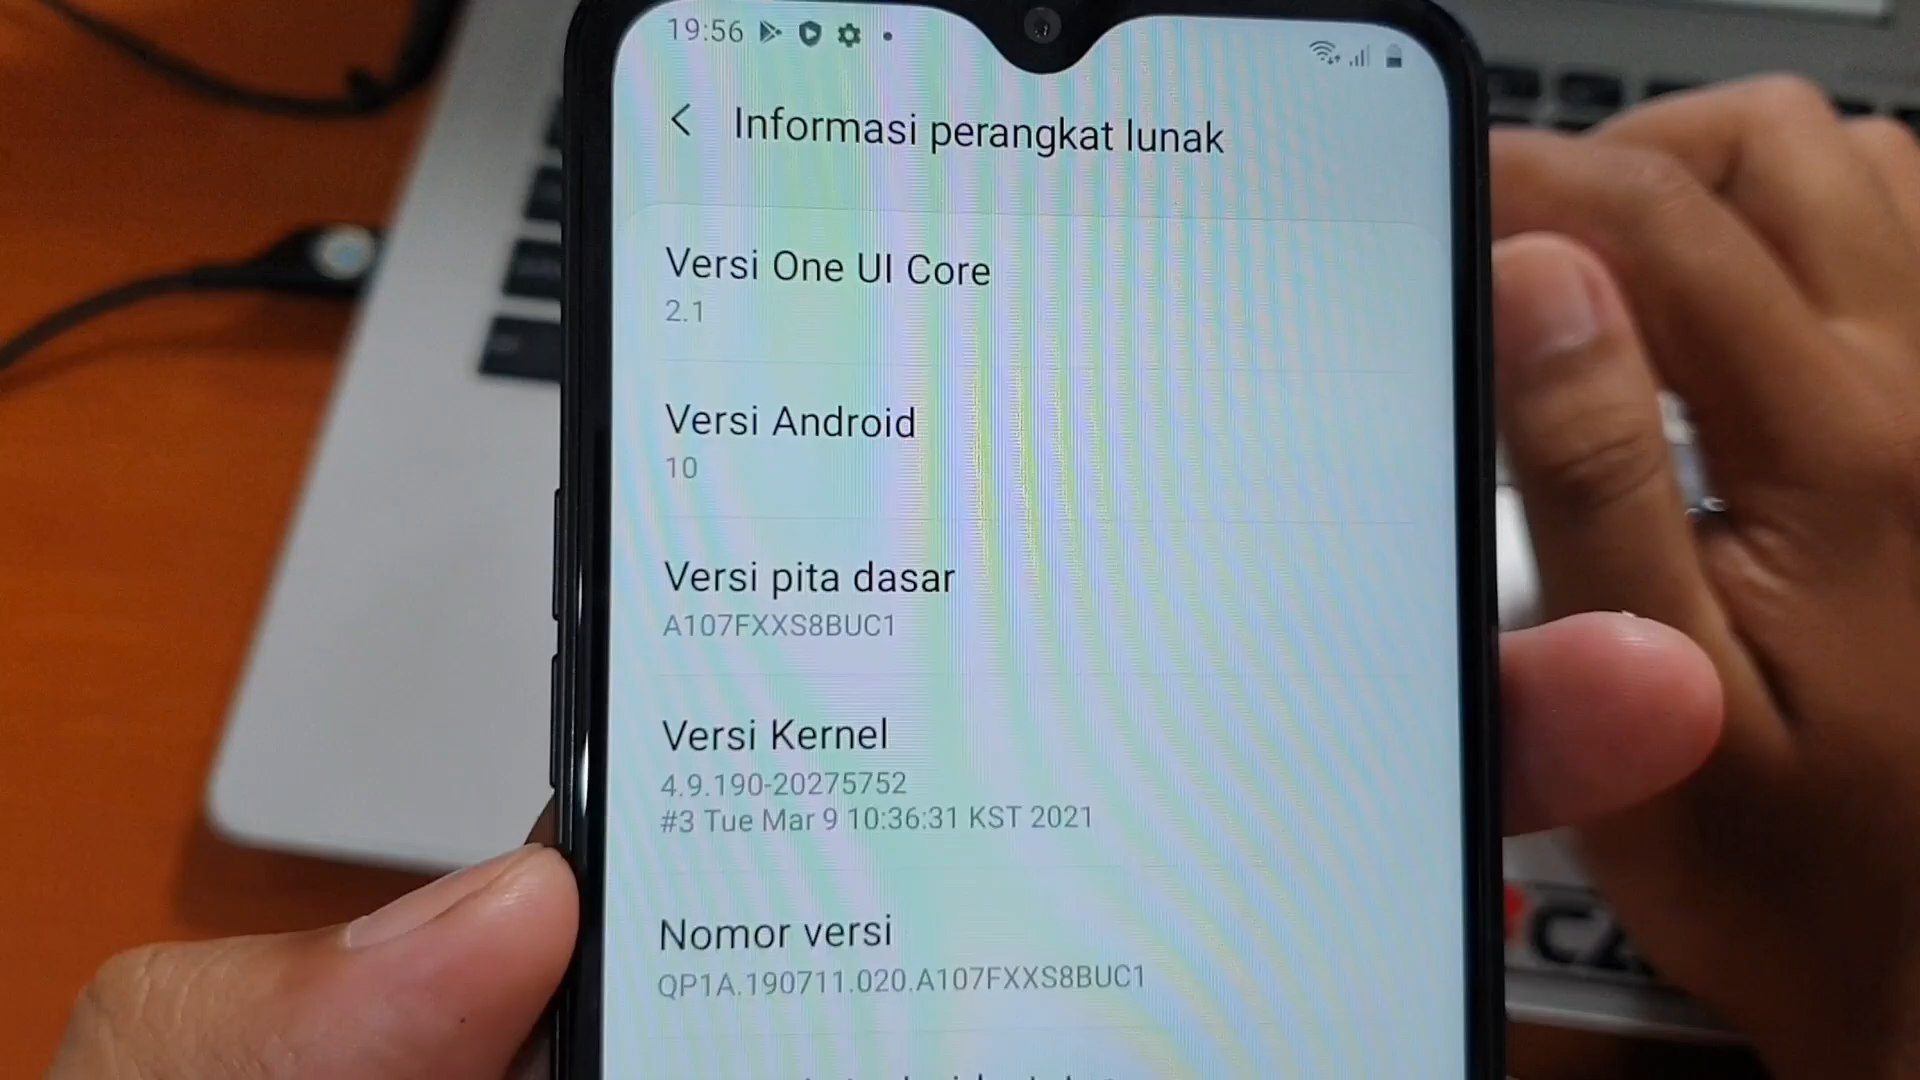 19:56
Informasi perangkat lunak
Versi One UI Core
2.1
Versi Android
10
Versi pita dasar
A107FXXS8BUC1
Versi Kernel
4.9.190-20275752
#3 Tue Mar 9 10:36:31 KST 2021
Nomor versi
QP1A.190711.020.A107FXXS8BUC1